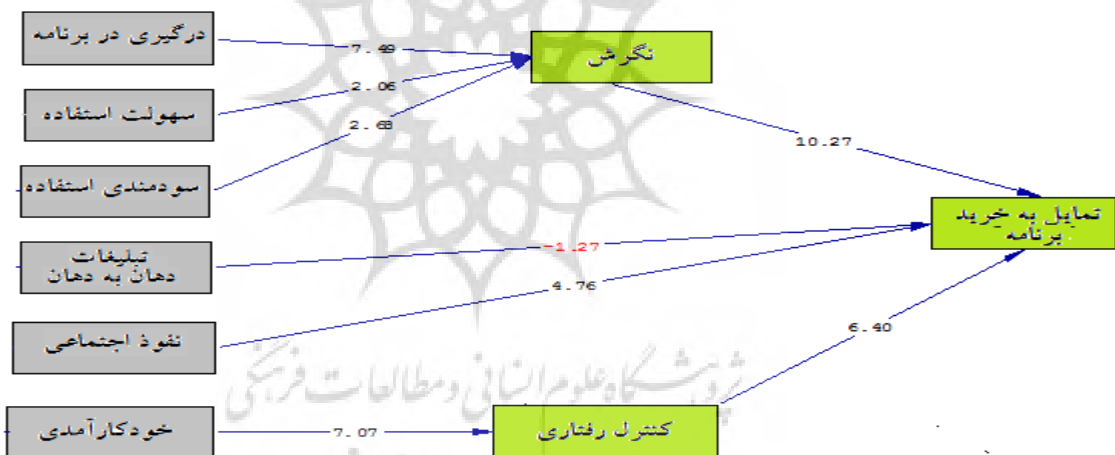 درگیری در برنامه
7.49
نگرش
سهولت استفاده
2.06
2.63
10.27
سودمندی استفاده
تمایل به خرید
برنامه
تبلیغات
دهان به دهان
-1.27
4.76
نفوذ اجتماعی
6.40
پژوهشگاه علوم انسانی و مطالعات فرهنگی
خودکارآمدی
7.07
کنترل رفتاری